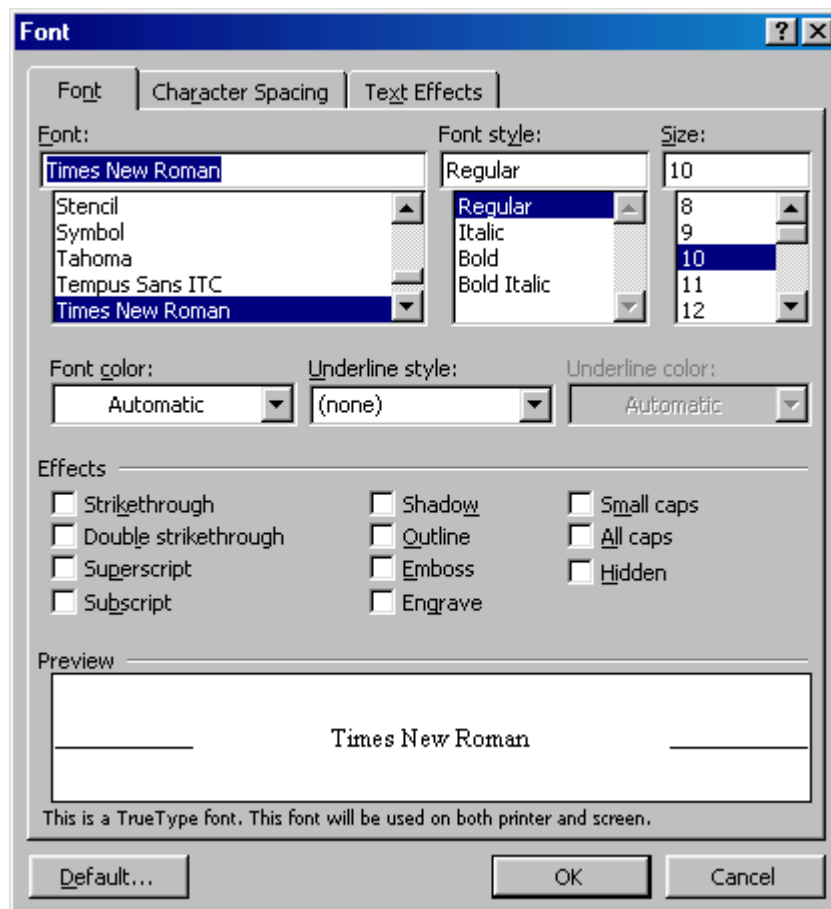 Font
Font Character Spacing Text Effects
Font: Font style: Size:
Times New Roman Regular 10
Stencil Regular 8
Symbol Italic 9
Tahoma Bold 10
Tempus Sans ITC Bold Italic 11
Times New Roman 12
Font color: Underline style: Underline color:
Automatic (none) Automatic
Effects
Strikethrough Shadow Small caps
Double strikethrough Outline All caps
Superscript Emboss Hidden
Subscript Engrave
Preview
Times New Roman
This is a TrueType font. This font will be used on both printer and screen.
Default... OK Cancel